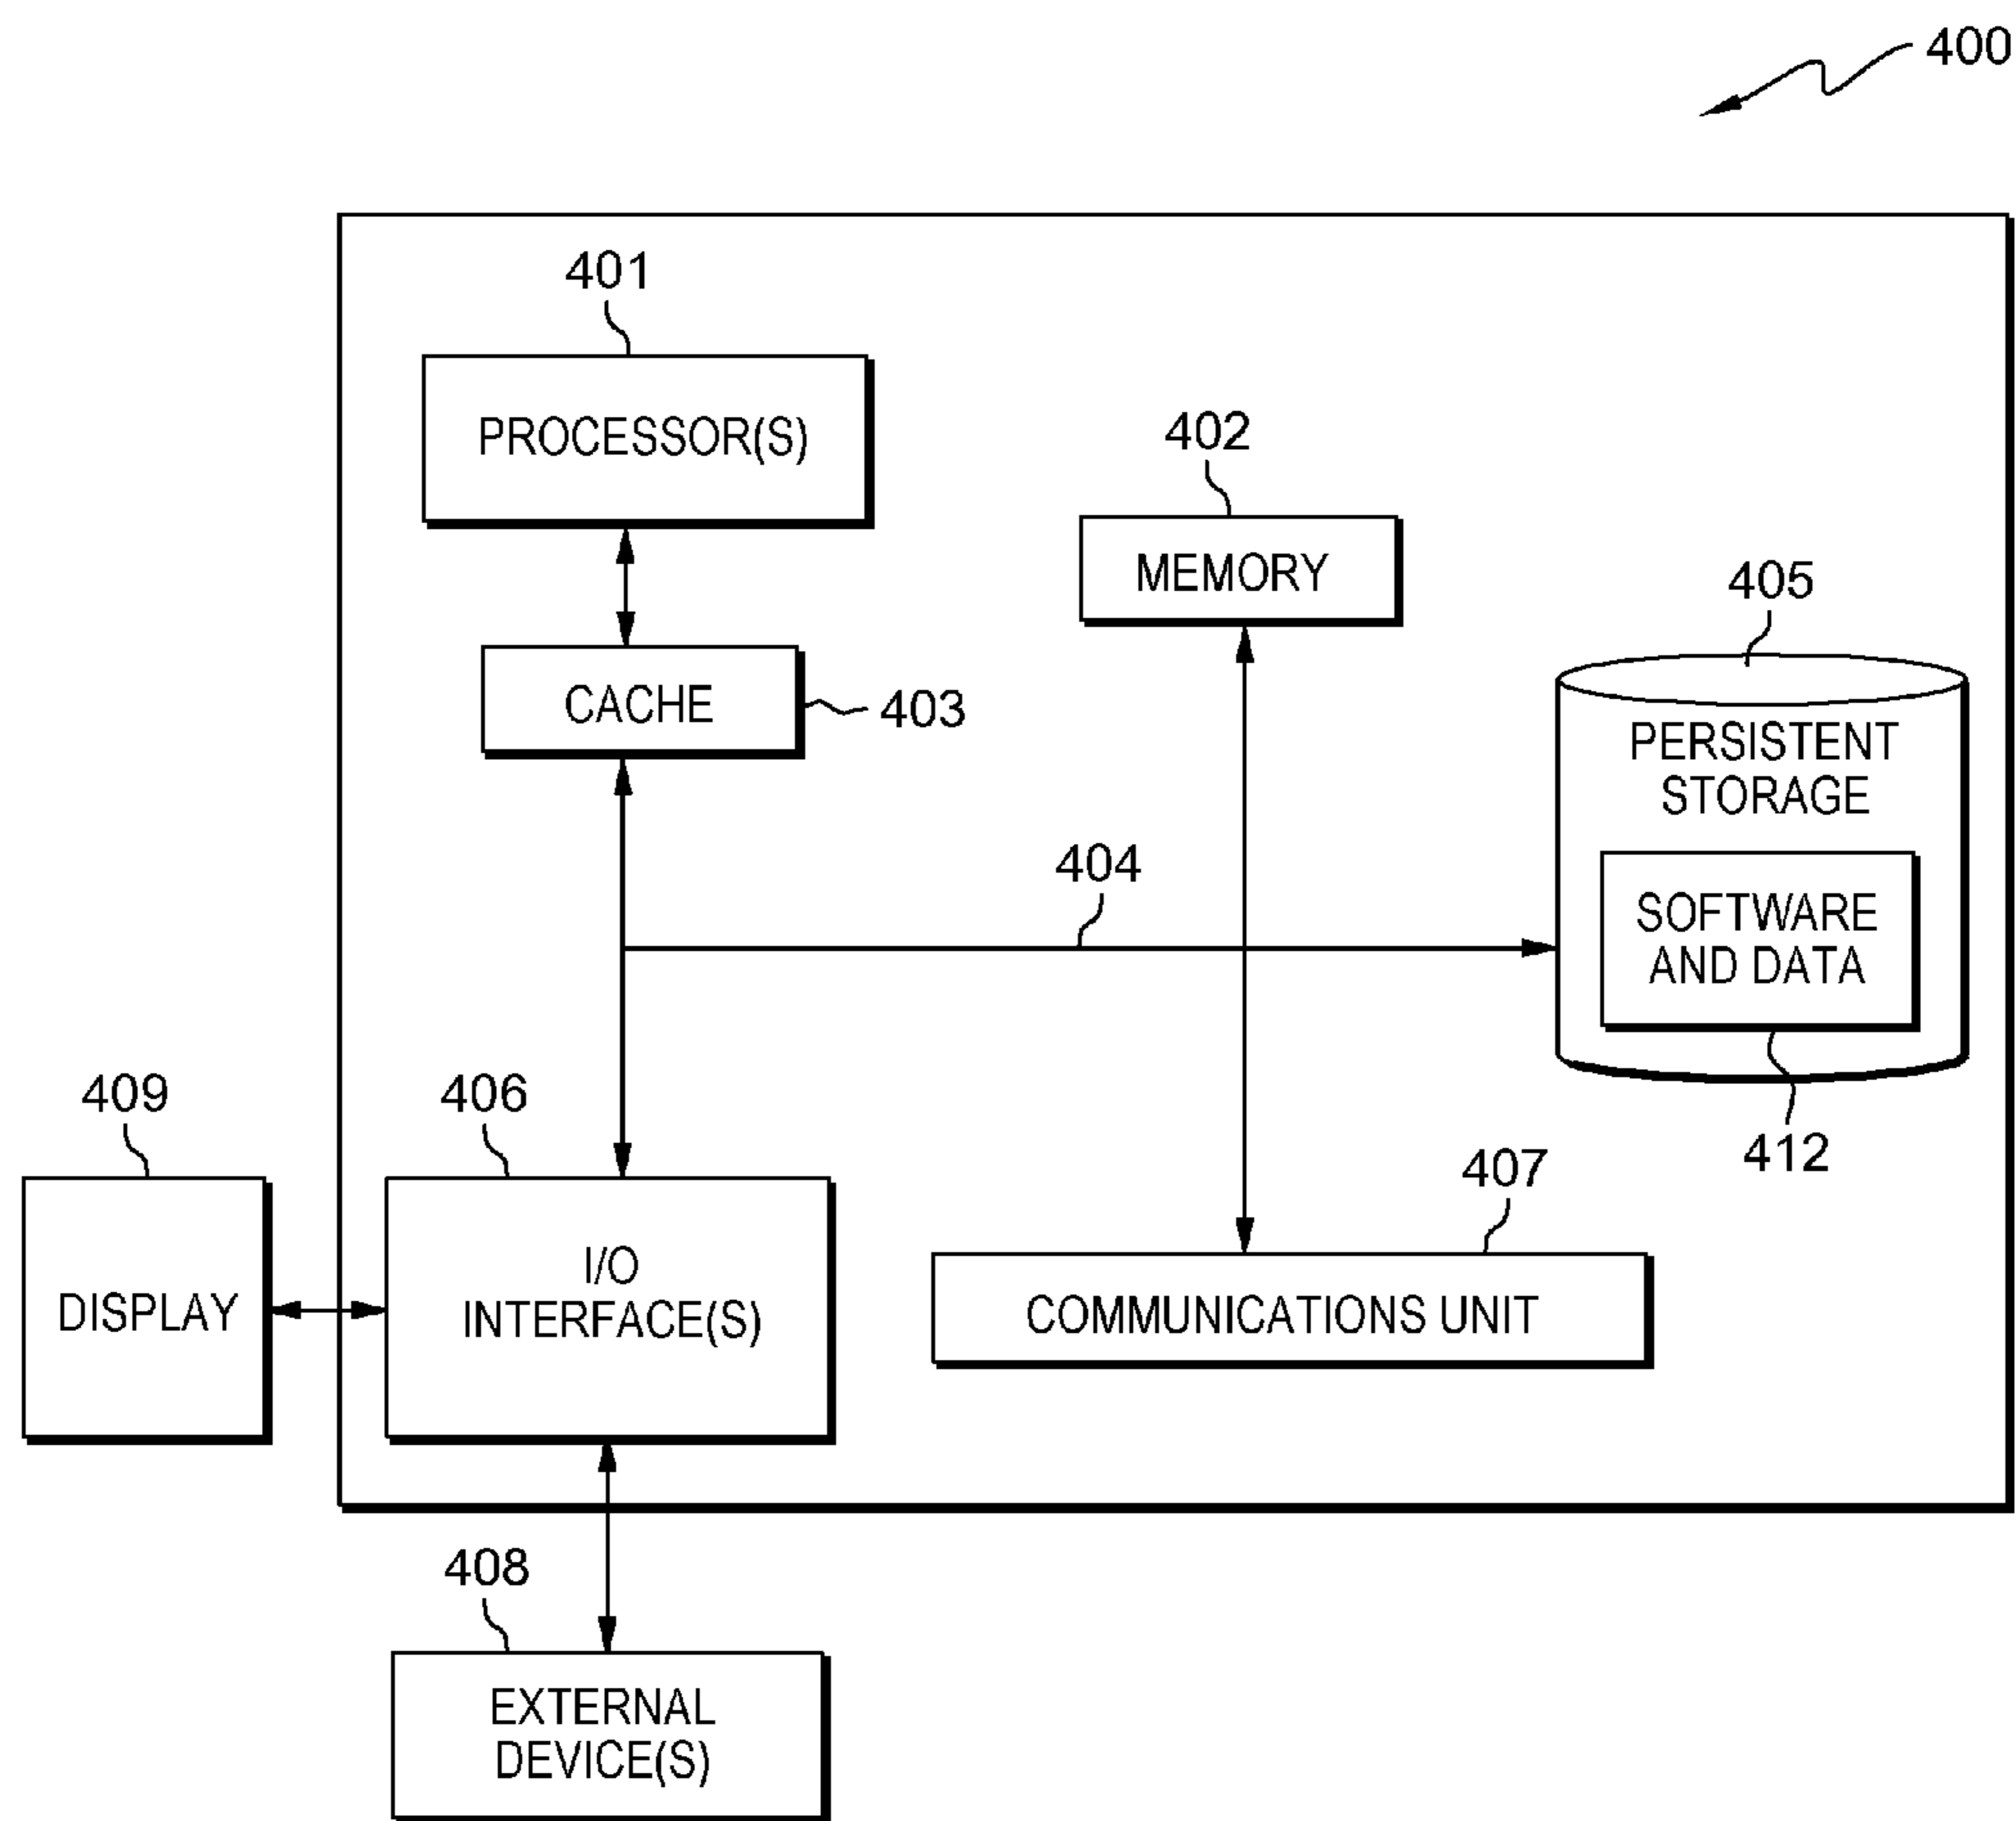 400
401
PROCESSOR(S)
402
MEMORY
405
CACHE
403
PERSISTENT
STORAGE
404
SOFTWARE
AND DATA
409
406
412
407
I/O
INTERFACE(S)
DISPLAY
COMMUNICATIONS UNIT
408
EXTERNAL
DEVICE(S)